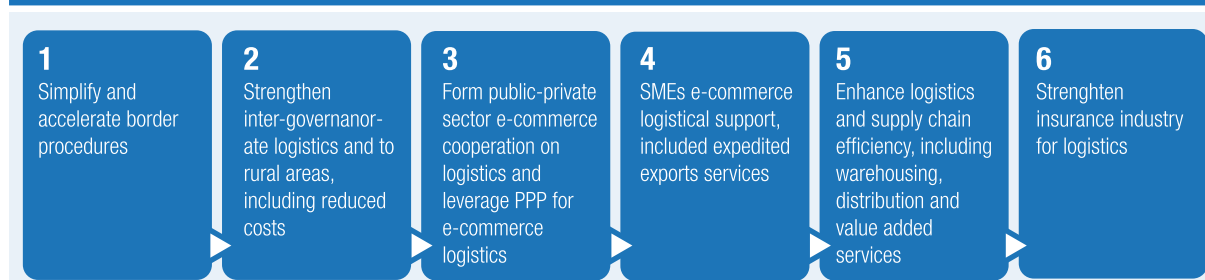 1
Simplify and
accelerate border
procedures
2
Strengthen
inter-governanor-
ate logistics and to
rural areas,
including reduced
costs
3
Form public-private
sector e-commerce
cooperation on
logistics and
leverage PPP for
e-commerce
logistics
4
SMEs e-commerce
logistical support,
included expedited
exports services
5
Enhance logistics
and supply chain
efficiency, including
warehousing,
distribution and
value added
services
6
Strenghten
insurance industry
for logistics